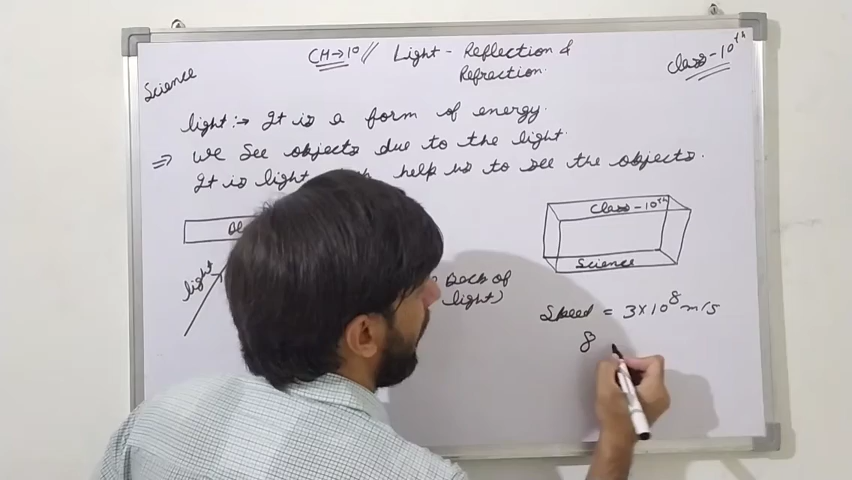 CH→10 // Light - Reflection &
Refraction.
Class-10th
Science
light:→ It is a form of energy.
⇒ We see objects due to the light.
It is light help us to see the objects.
Class-10th
Science
light
Back of
light)
Speed = 3×10⁸ m/s
8